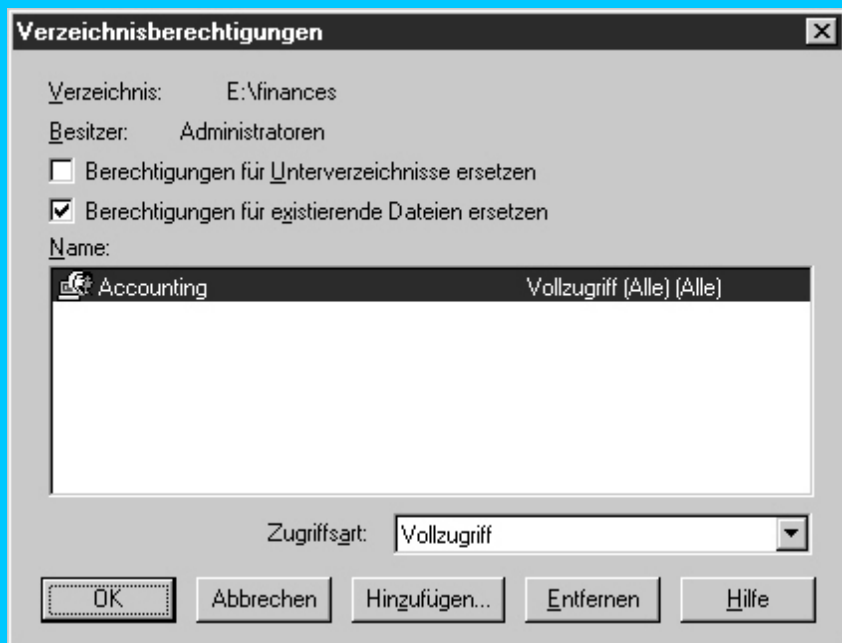 Verzeichnisberechtigungen
Verzeichnis: E:\finances
Besitzer: Administratoren
Berechtigungen für Unterverzeichnisse ersetzen
Berechtigungen für existierende Dateien ersetzen
Name:
Accounting Vollzugriff (Alle) (Alle)
Zugriffsart: Vollzugriff
OK Abbrechen Hinzufügen... Entfernen Hilfe